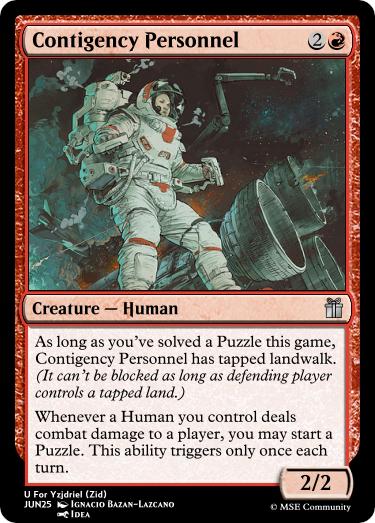 Contigency Personnel 2
Creature — Human
As long as you've solved a Puzzle this game,
Contigency Personnel has tapped landwalk.
(It can't be blocked as long as defending player
controls a tapped land.)
Whenever a Human you control deals
combat damage to a player, you may start a
Puzzle. This ability triggers only once each
turn.
2/2
U For Yzjdriel (Zid)
JUN25 Ignacio Bazan-Lazcano
Idea
© MSE Community